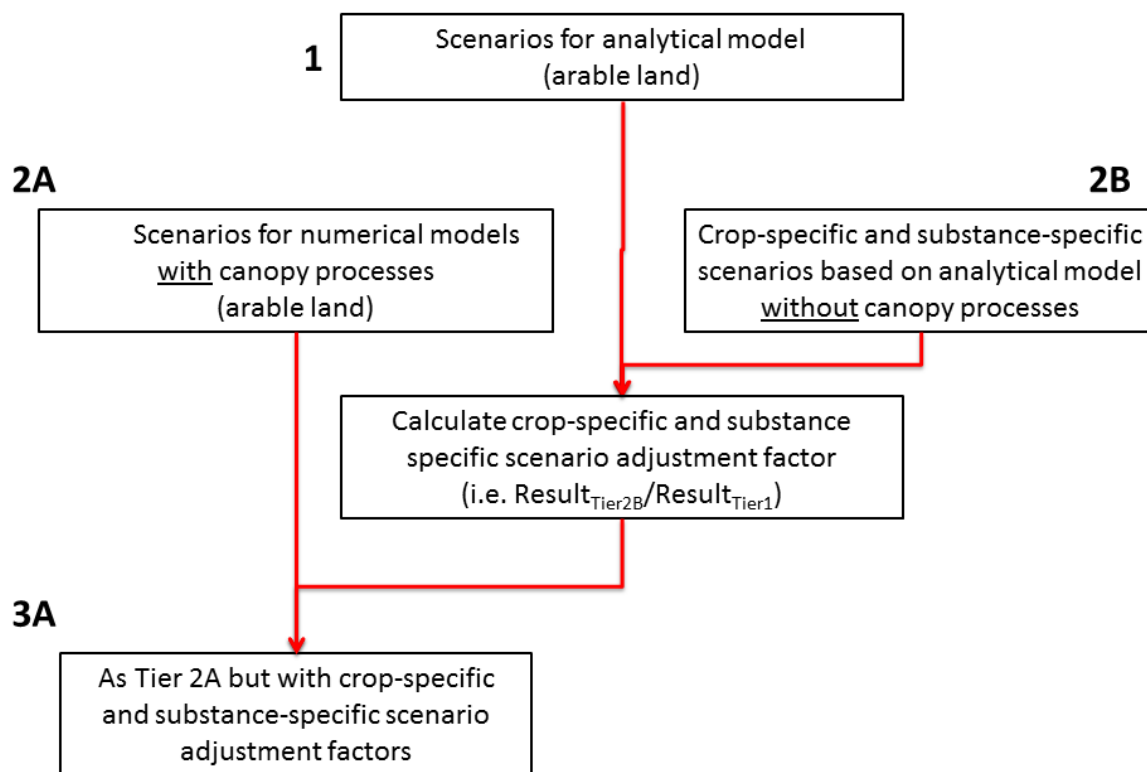 1
Scenarios for analytical model
(arable land)
2A
Scenarios for numerical models
with canopy processes
(arable land)
2B
Crop-specific and substance-specific
scenarios based on analytical model
without canopy processes
Calculate crop-specific and substance
specific scenario adjustment factor
(i.e. Result_Tier2B/Result_Tier1)
3A
As Tier 2A but with crop-specific
and substance-specific scenario
adjustment factors